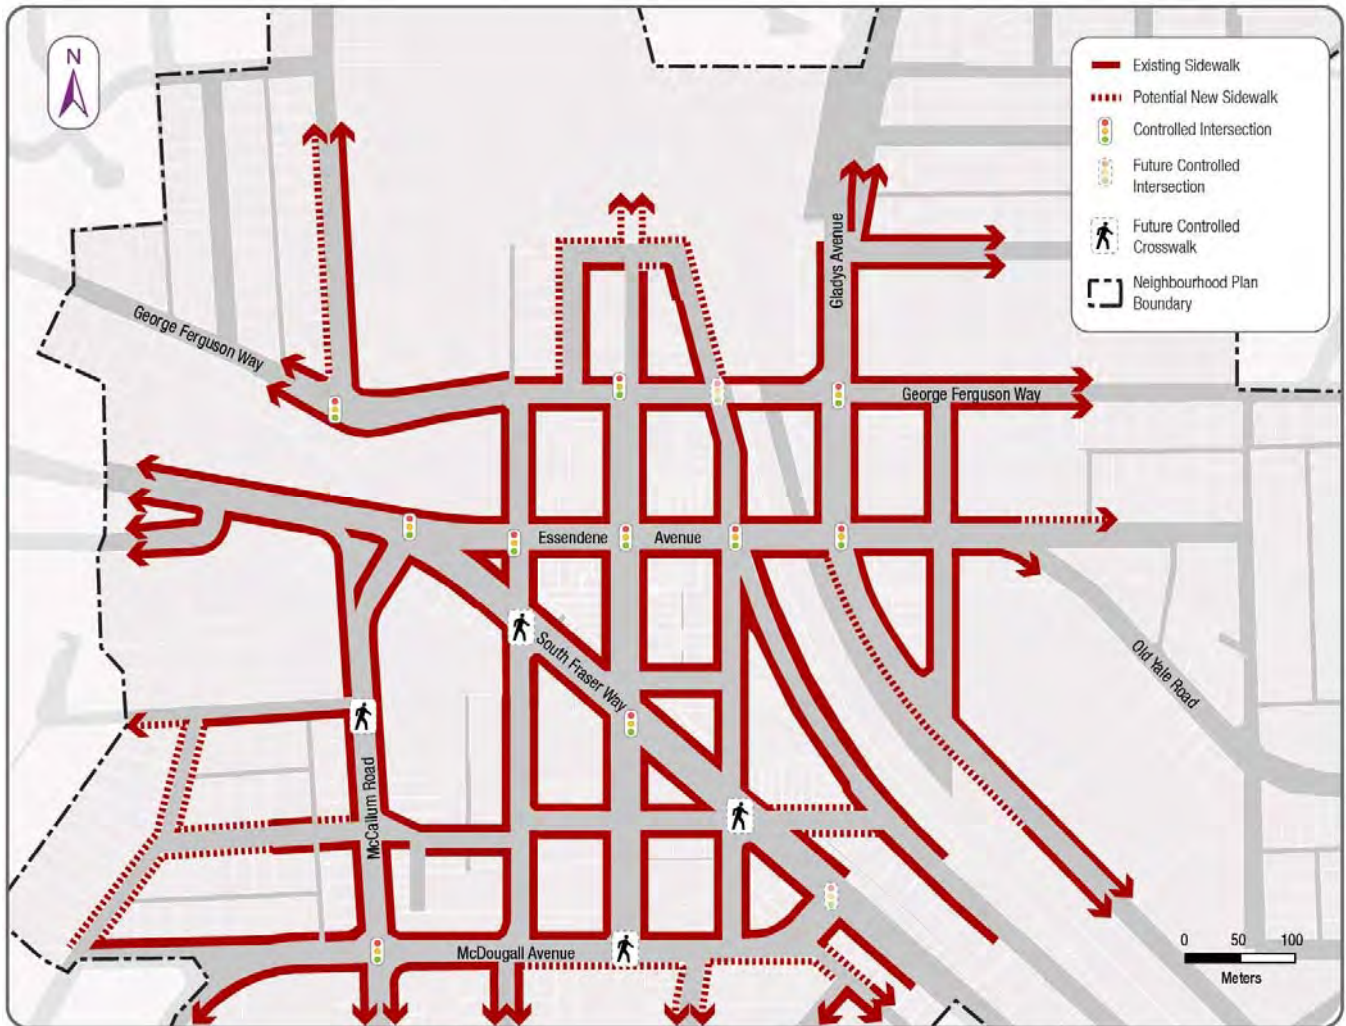 N
Existing Sidewalk
Potential New Sidewalk
Controlled Intersection
Future Controlled
Intersection
Future Controlled
Crosswalk
Neighbourhood Plan
Boundary
Gladys Avenue
George Ferguson Way
George Ferguson Way
Essendene Avenue
South Fraser Way
Old Yale Road
McCallum Road
McDougall Avenue
0 50 100
Meters